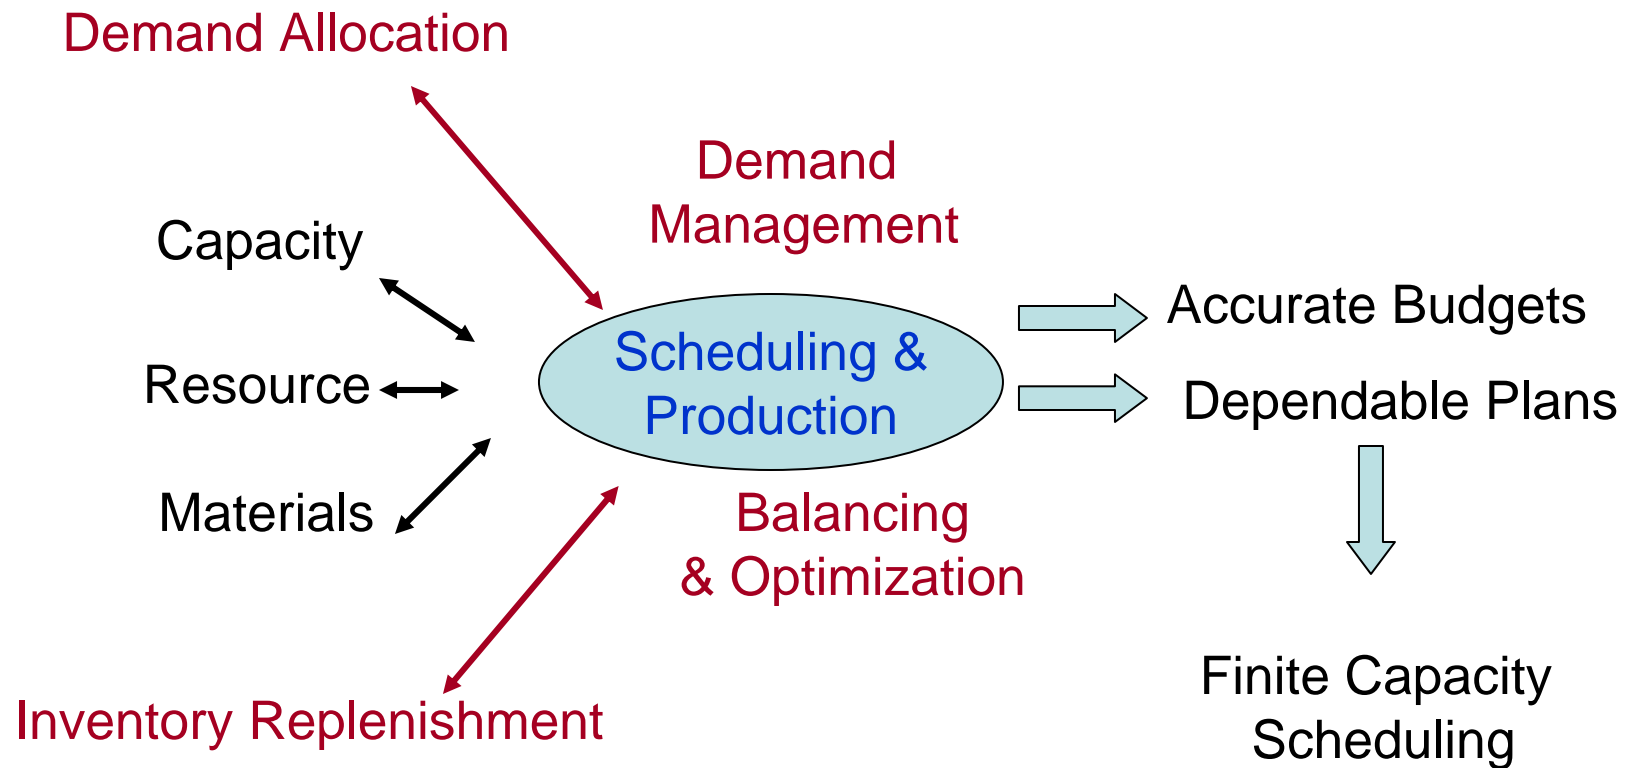 Demand Allocation
Demand
Management
Capacity
Resource
Materials
Scheduling &
Production
Accurate Budgets
Dependable Plans
Balancing
& Optimization
Inventory Replenishment
Finite Capacity
Scheduling